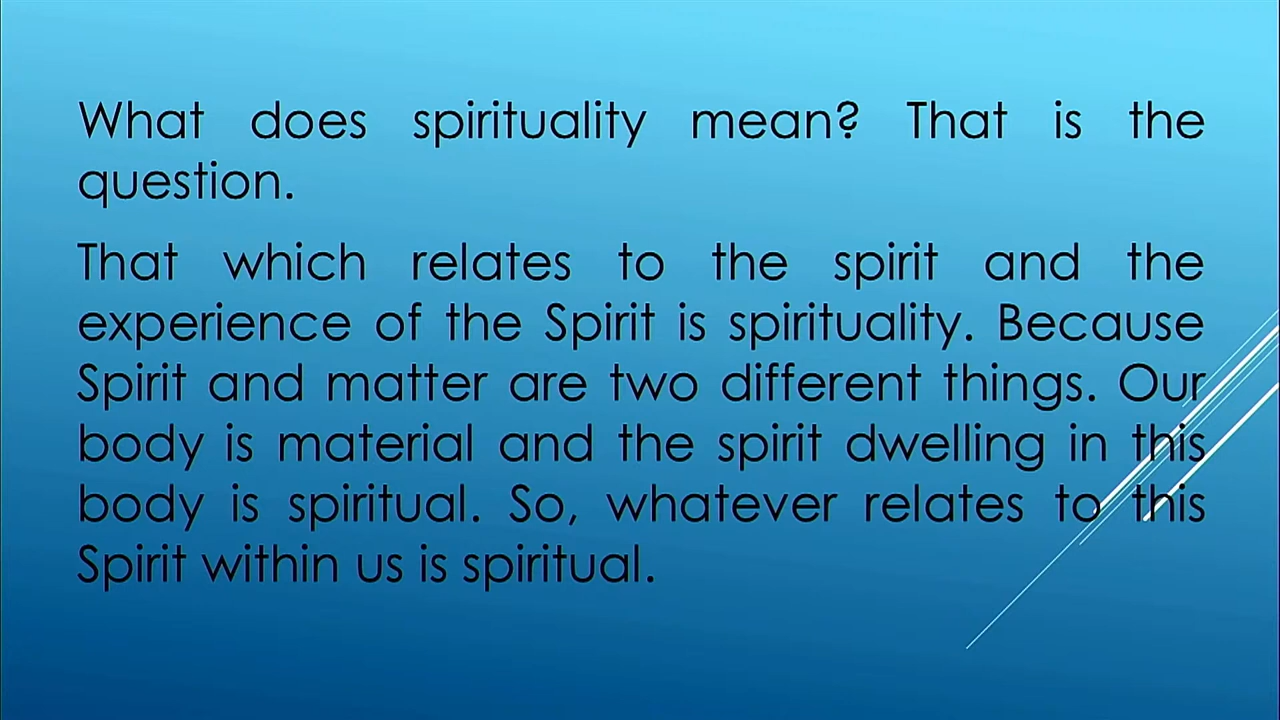 What does spirituality mean? That is the
question.
That which relates to the spirit and the
experience of the Spirit is spirituality. Because
Spirit and matter are two different things. Our
body is material and the spirit dwelling in this
body is spiritual. So, whatever relates to this
Spirit within us is spiritual.